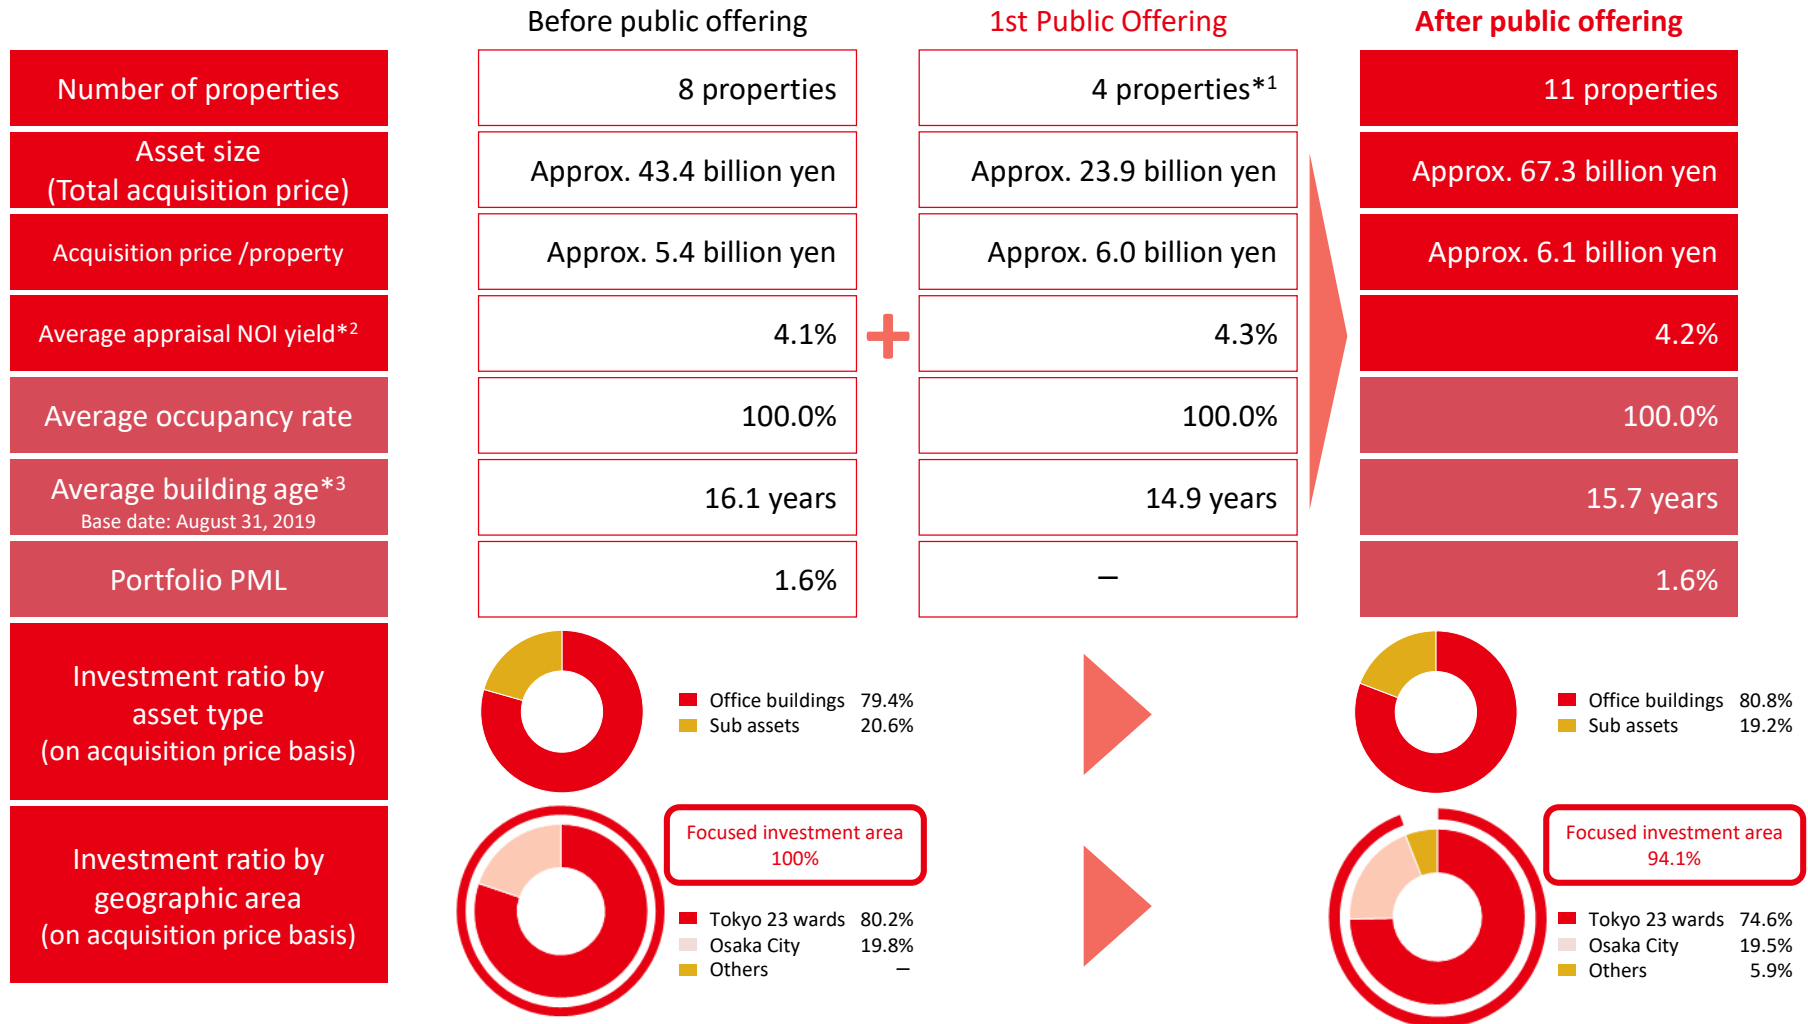 Before public offering
1st Public Offering
After public offering
Number of properties
8 properties
4 properties*1
11 properties
Asset size
(Total acquisition price)
Approx. 43.4 billion yen
Approx. 23.9 billion yen
Approx. 67.3 billion yen
Acquisition price /property
Approx. 5.4 billion yen
Approx. 6.0 billion yen
Approx. 6.1 billion yen
Average appraisal NOI yield*2
4.1%
4.3%
4.2%
Average occupancy rate
100.0%
100.0%
100.0%
Average building age*3
Base date: August 31, 2019
16.1 years
14.9 years
15.7 years
Portfolio PML
1.6%
–
1.6%
Investment ratio by
asset type
(on acquisition price basis)
Office buildings 79.4%
Sub assets 20.6%
Office buildings 80.8%
Sub assets 19.2%
Investment ratio by
geographic area
(on acquisition price basis)
Focused investment area
100%
Tokyo 23 wards 80.2%
Osaka City 19.8%
Others –
Focused investment area
94.1%
Tokyo 23 wards 74.6%
Osaka City 19.5%
Others 5.9%